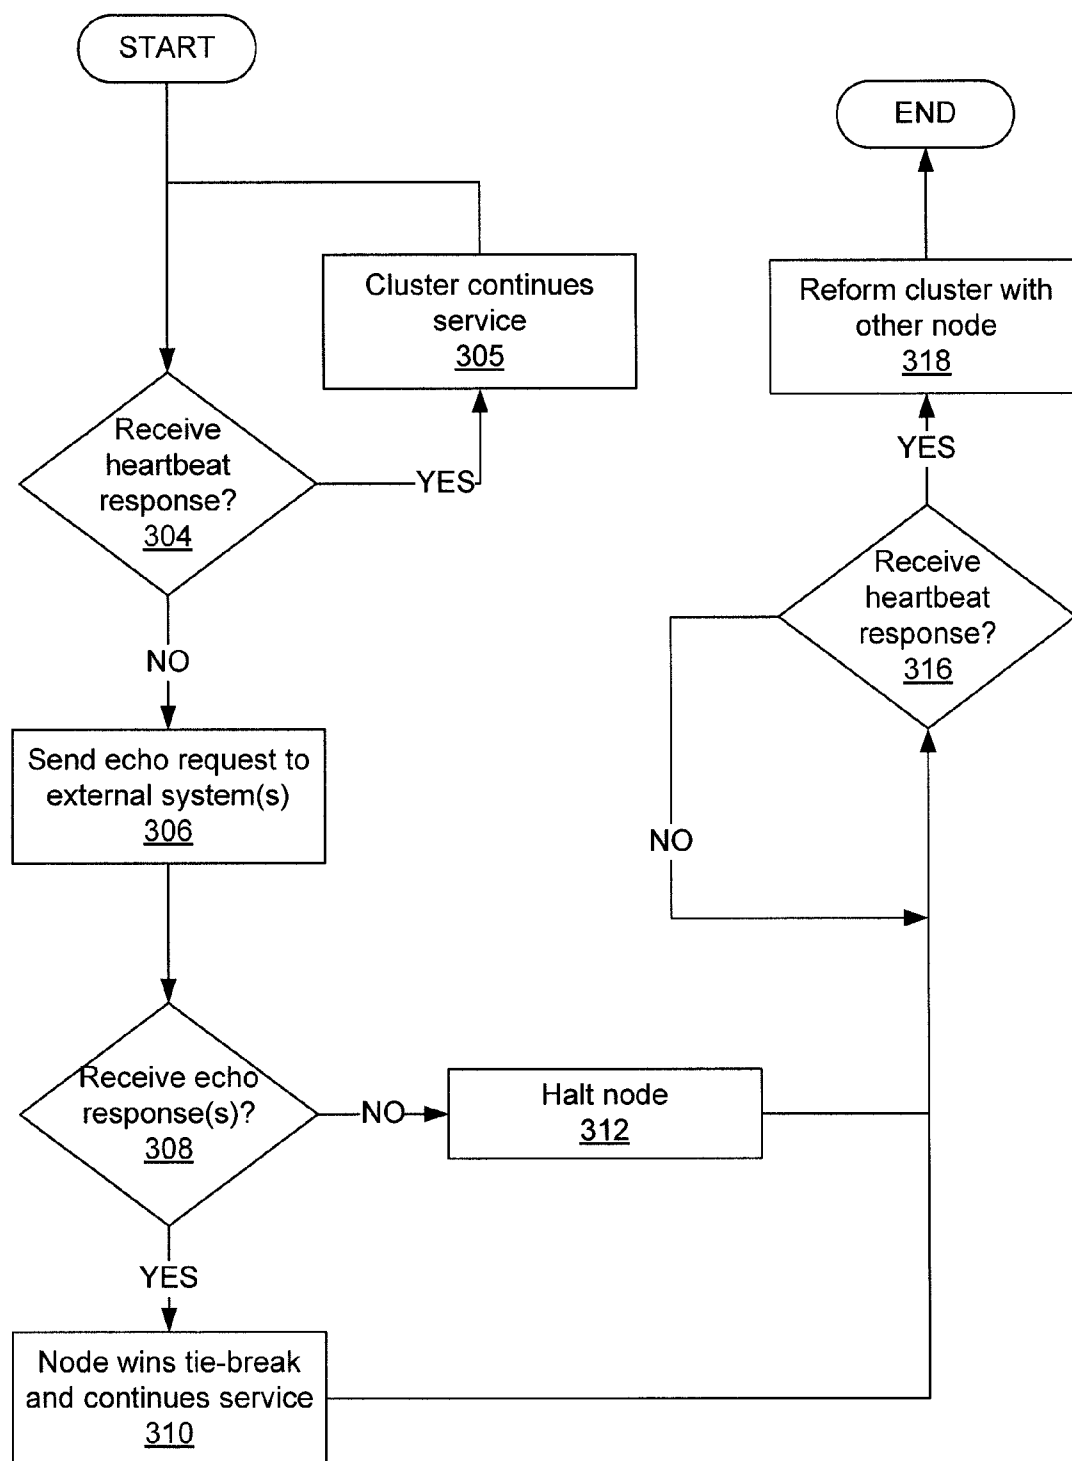 START
Cluster continues
service
305
Receive
heartbeat
response?
304
YES
NO
Send echo request to
external system(s)
306
Receive echo
response(s)?
308
NO
Halt node
312
YES
Node wins tie-break
and continues service
310
END
Reform cluster with
other node
318
YES
Receive
heartbeat
response?
316
NO